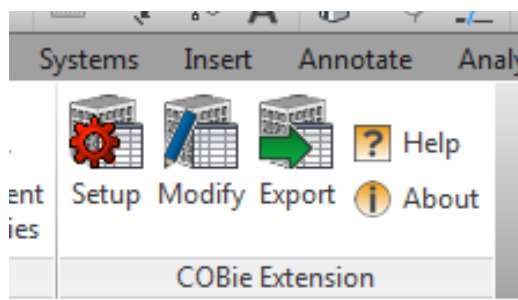 Systems Insert Annotate
Help
Setup Modify Export
About
COBie Extension